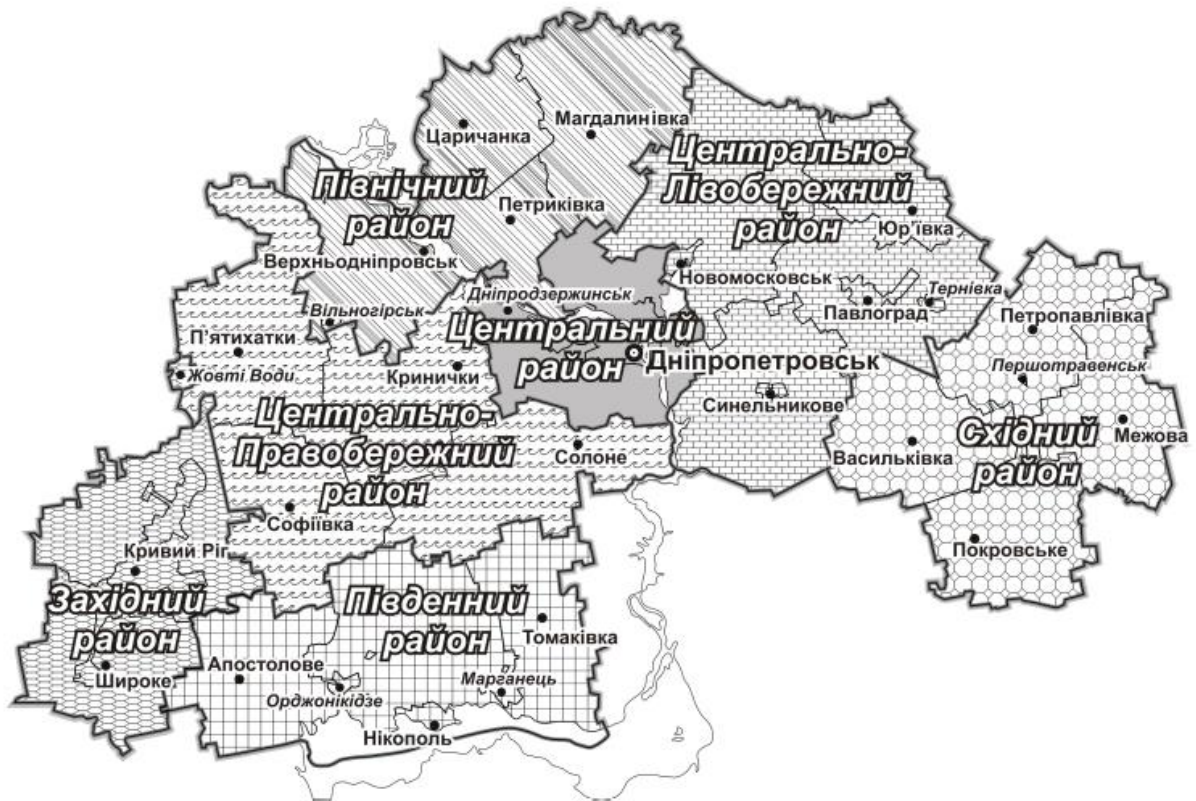 Царичанка
Магдалинівка
Центрально-
Лівобережний
район
Північний
район
Петриківка
Юр'ївка
Верхньодніпровськ
Новомосковськ
Тернівка
Дніпродзержинськ
Вільногірськ
Павлоград
Петропавлівка
Центральний
район
П'ятихатки
Дніпропетровськ
Першотравенськ
Жовті Води
Кринички
Синельникове
Центрально-
Правобережний
район
Східний
район
Межова
Солоне
Васильківка
Софіївка
Покровське
Кривий Ріг
Західний
район
Південний
район
Томаківка
Широке
Апостолове
Марганець
Орджонікідзе
Нікополь